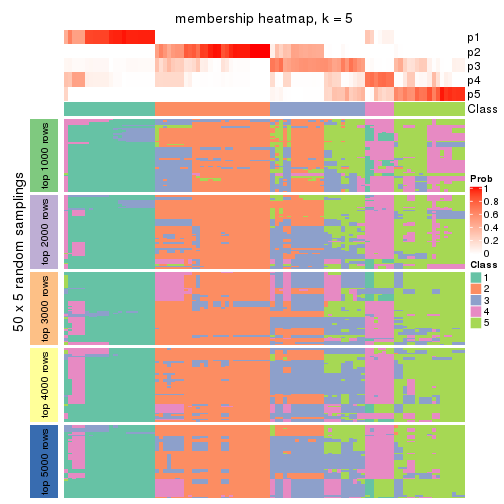 membership heatmap, k = 5
p1
p2
p3
p4
p5
Class
50 x 5 random samplings
top 1000 rows
top 2000 rows
top 3000 rows
top 4000 rows
top 5000 rows
Prob
1
0.8
0.6
0.4
0.2
0
Class
1
2
3
4
5